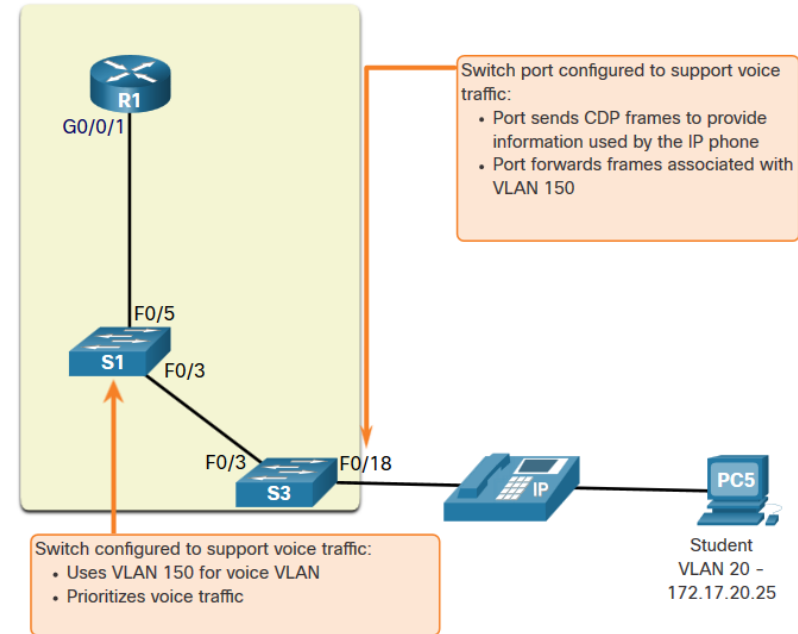 R1
G0/0/1
Switch port configured to support voice
traffic:
• Port sends CDP frames to provide
information used by the IP phone
• Port forwards frames associated with
VLAN 150
F0/5
S1
F0/3
F0/3
F0/18
S3
IP
PC5
Student
VLAN 20 –
172.17.20.25
Switch configured to support voice traffic:
• Uses VLAN 150 for voice VLAN
• Prioritizes voice traffic